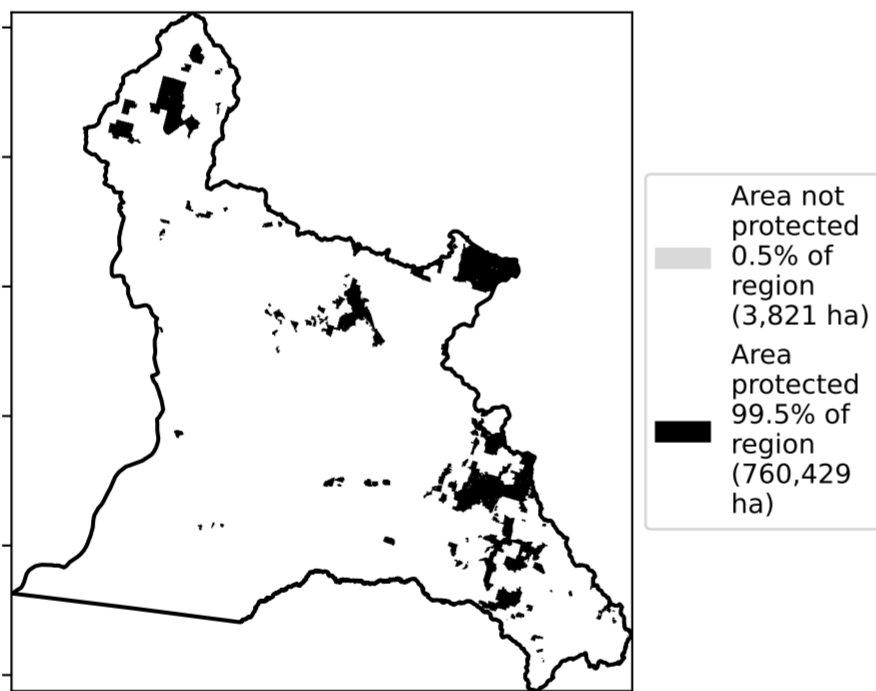 Area not
protected
0.5% of
region
(3,821 ha)
Area
protected
99.5% of
region
(760,429
ha)